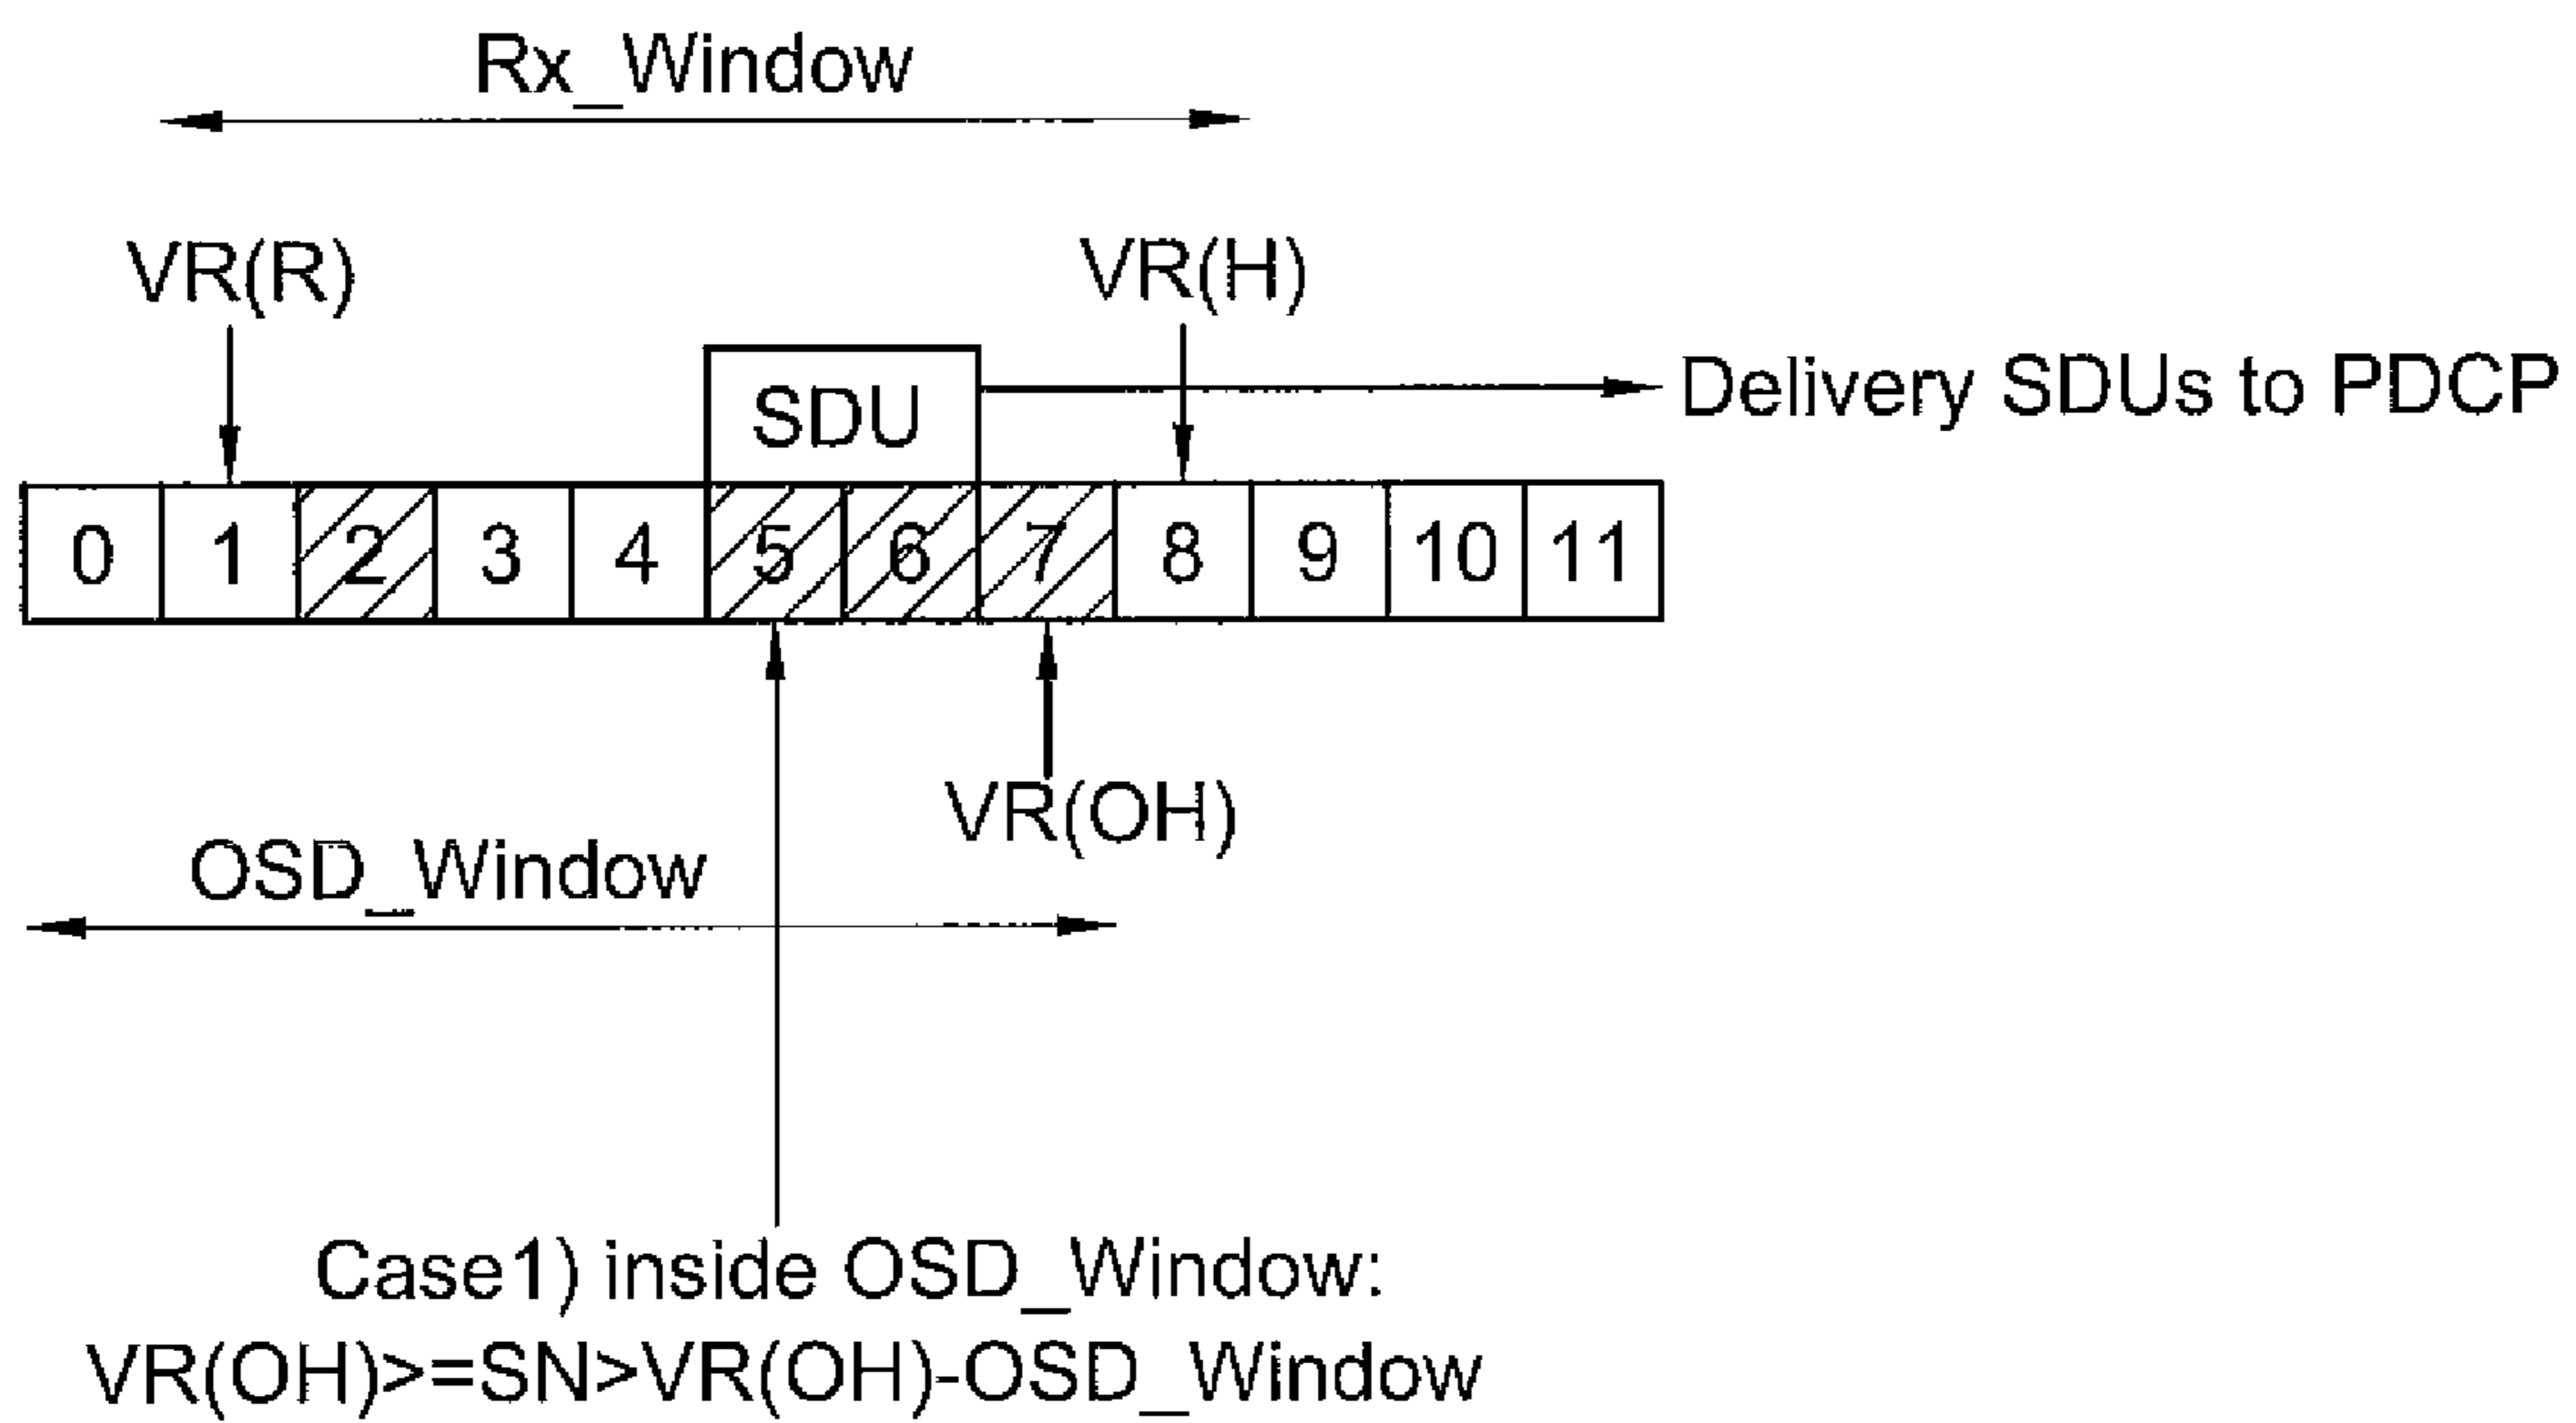 Rx_Window
VR(R) VR(H)
SDU Delivery SDUs to PDCP
0 1 2 3 4 5 6 7 8 9 10 11
VR(OH)
OSD_Window
Case1) inside OSD_Window:
VR(OH)>=SN>VR(OH)-OSD_Window